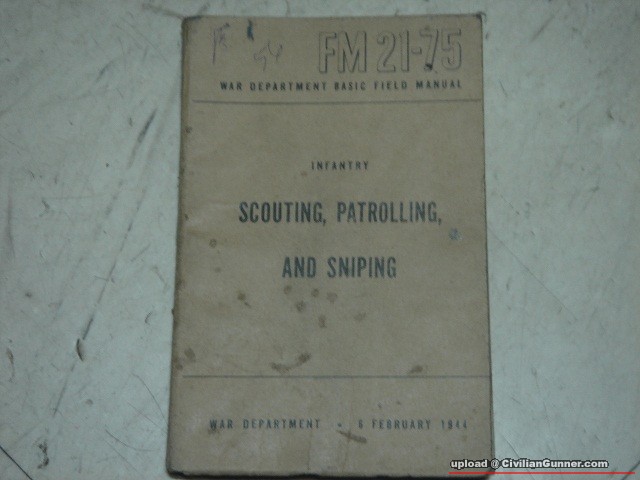 FM 21-75
WAR DEPARTMENT BASIC FIELD MANUAL
INFANTRY
SCOUTING, PATROLLING,
AND SNIPING
WAR DEPARTMENT • 6 FEBRUARY 1944
upload @ CivilianGunner.com